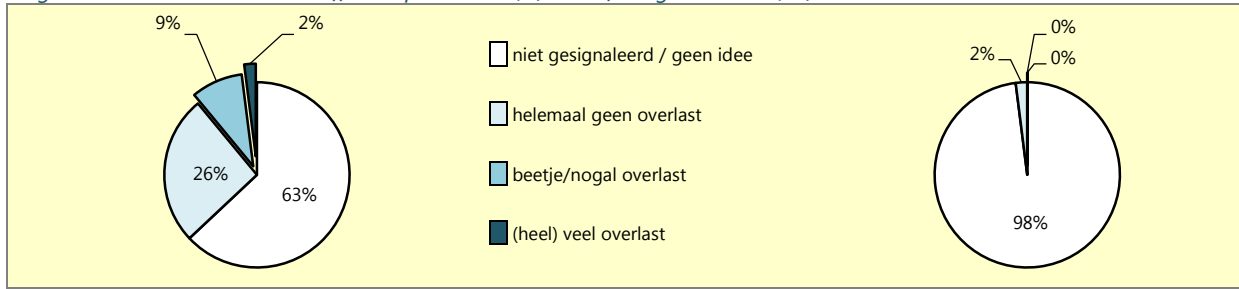 9%
2%
26%
63%
niet gesignaleerd / geen idee
helemaal geen overlast
beetje/nogal overlast
(heel) veel overlast
0%
2%
0%
98%